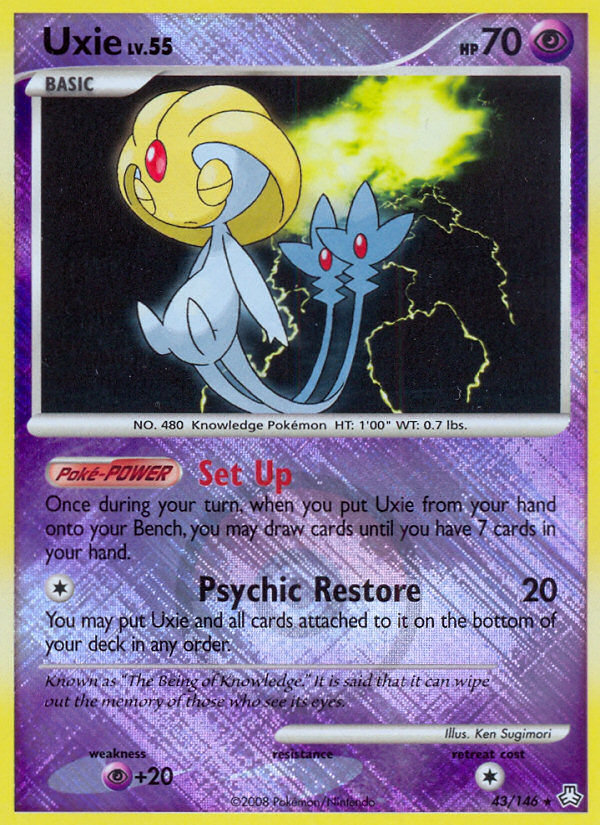 Uxie LV.55 HP 70
BASIC
NO. 480 Knowledge Pokémon HT: 1'00" WT: 0.7 lbs.
Poké-POWER Set Up
Once during your turn, when you put Uxie from your hand
onto your Bench, you may draw cards until you have 7 cards in
your hand.
Psychic Restore 20
You may put Uxie and all cards attached to it on the bottom of
your deck in any order.
Known as "The Being of Knowledge." It is said that it can wipe
out the memory of those who see its eyes.
Illus. Ken Sugimori
weakness resistance retreat cost
+20
©2008 Pokémon/Nintendo 43/146 ★